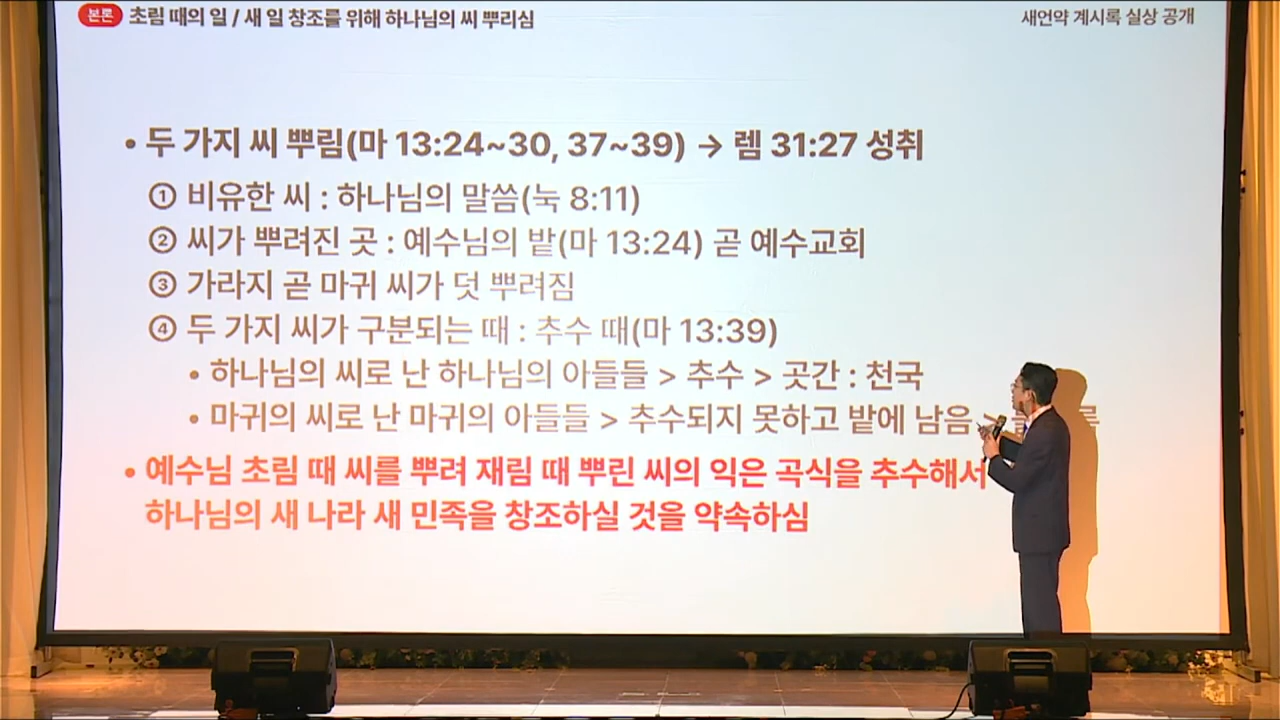 본론 초림 때의 일 / 새 일 창조를 위해 하나님의 씨 뿌리심
새언약 계시록 실상 공개
• 두 가지 씨 뿌림(마 13:24~30, 37~39) → 렘 31:27 성취
① 비유한 씨 : 하나님의 말씀(눅 8:11)
② 씨가 뿌려진 곳 : 예수님의 밭(마 13:24) 곧 예수교회
③ 가라지 곧 마귀 씨가 덧 뿌려짐
④ 두 가지 씨가 구분되는 때 : 추수 때(마 13:39)
• 하나님의 씨로 난 하나님의 아들들 > 추수 > 곳간 : 천국
• 마귀의 씨로 난 마귀의 아들들 > 추수되지 못하고 밭에 남음 >
• 예수님 초림 때 씨를 뿌려 재림 때 뿌린 씨의 익은 곡식을 추수해서
하나님의 새 나라 새 민족을 창조하실 것을 약속하심